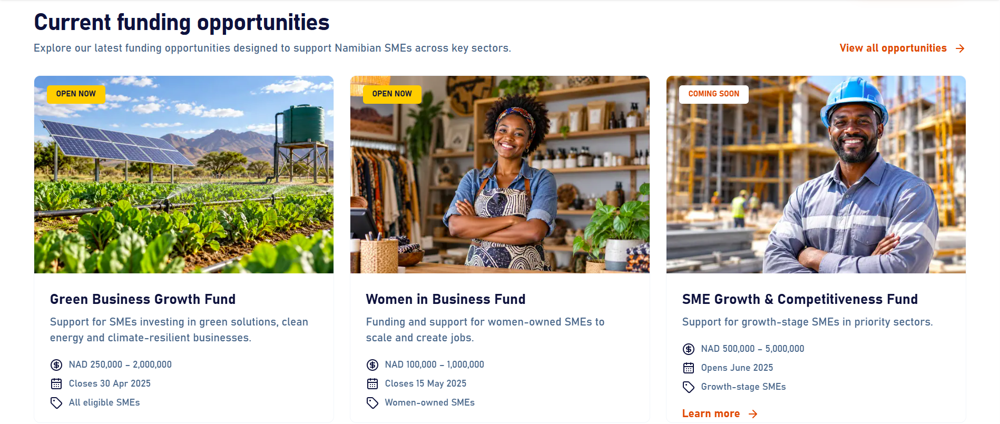 Current funding opportunities
Explore our latest funding opportunities designed to support Namibian SMEs across key sectors.
View all opportunities
OPEN NOW
Green Business Growth Fund
Support for SMEs investing in green solutions, clean
energy and climate-resilient businesses.
NAD 250,000 – 2,000,000
Closes 30 Apr 2025
All eligible SMEs
OPEN NOW
Women in Business Fund
Funding and support for women-owned SMEs to
scale and create jobs.
NAD 100,000 – 1,000,000
Closes 15 May 2025
Women-owned SMEs
COMING SOON
SME Growth & Competitiveness Fund
Support for growth-stage SMEs in priority sectors.
NAD 500,000 – 5,000,000
Opens June 2025
Growth-stage SMEs
Learn more